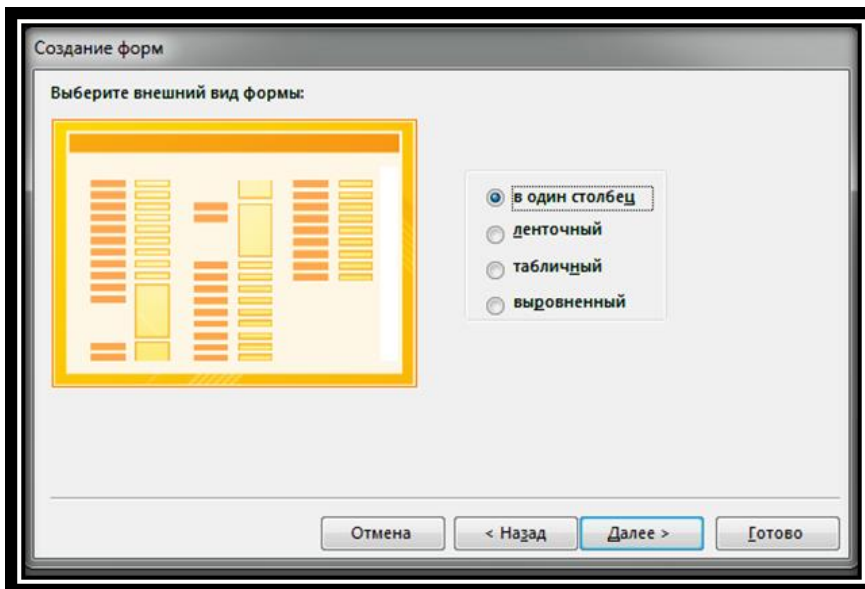 Создание форм
Выберите внешний вид формы:
в один столбец
ленточный
табличный
выровненный
Отмена
< Назад
Далее >
Готово